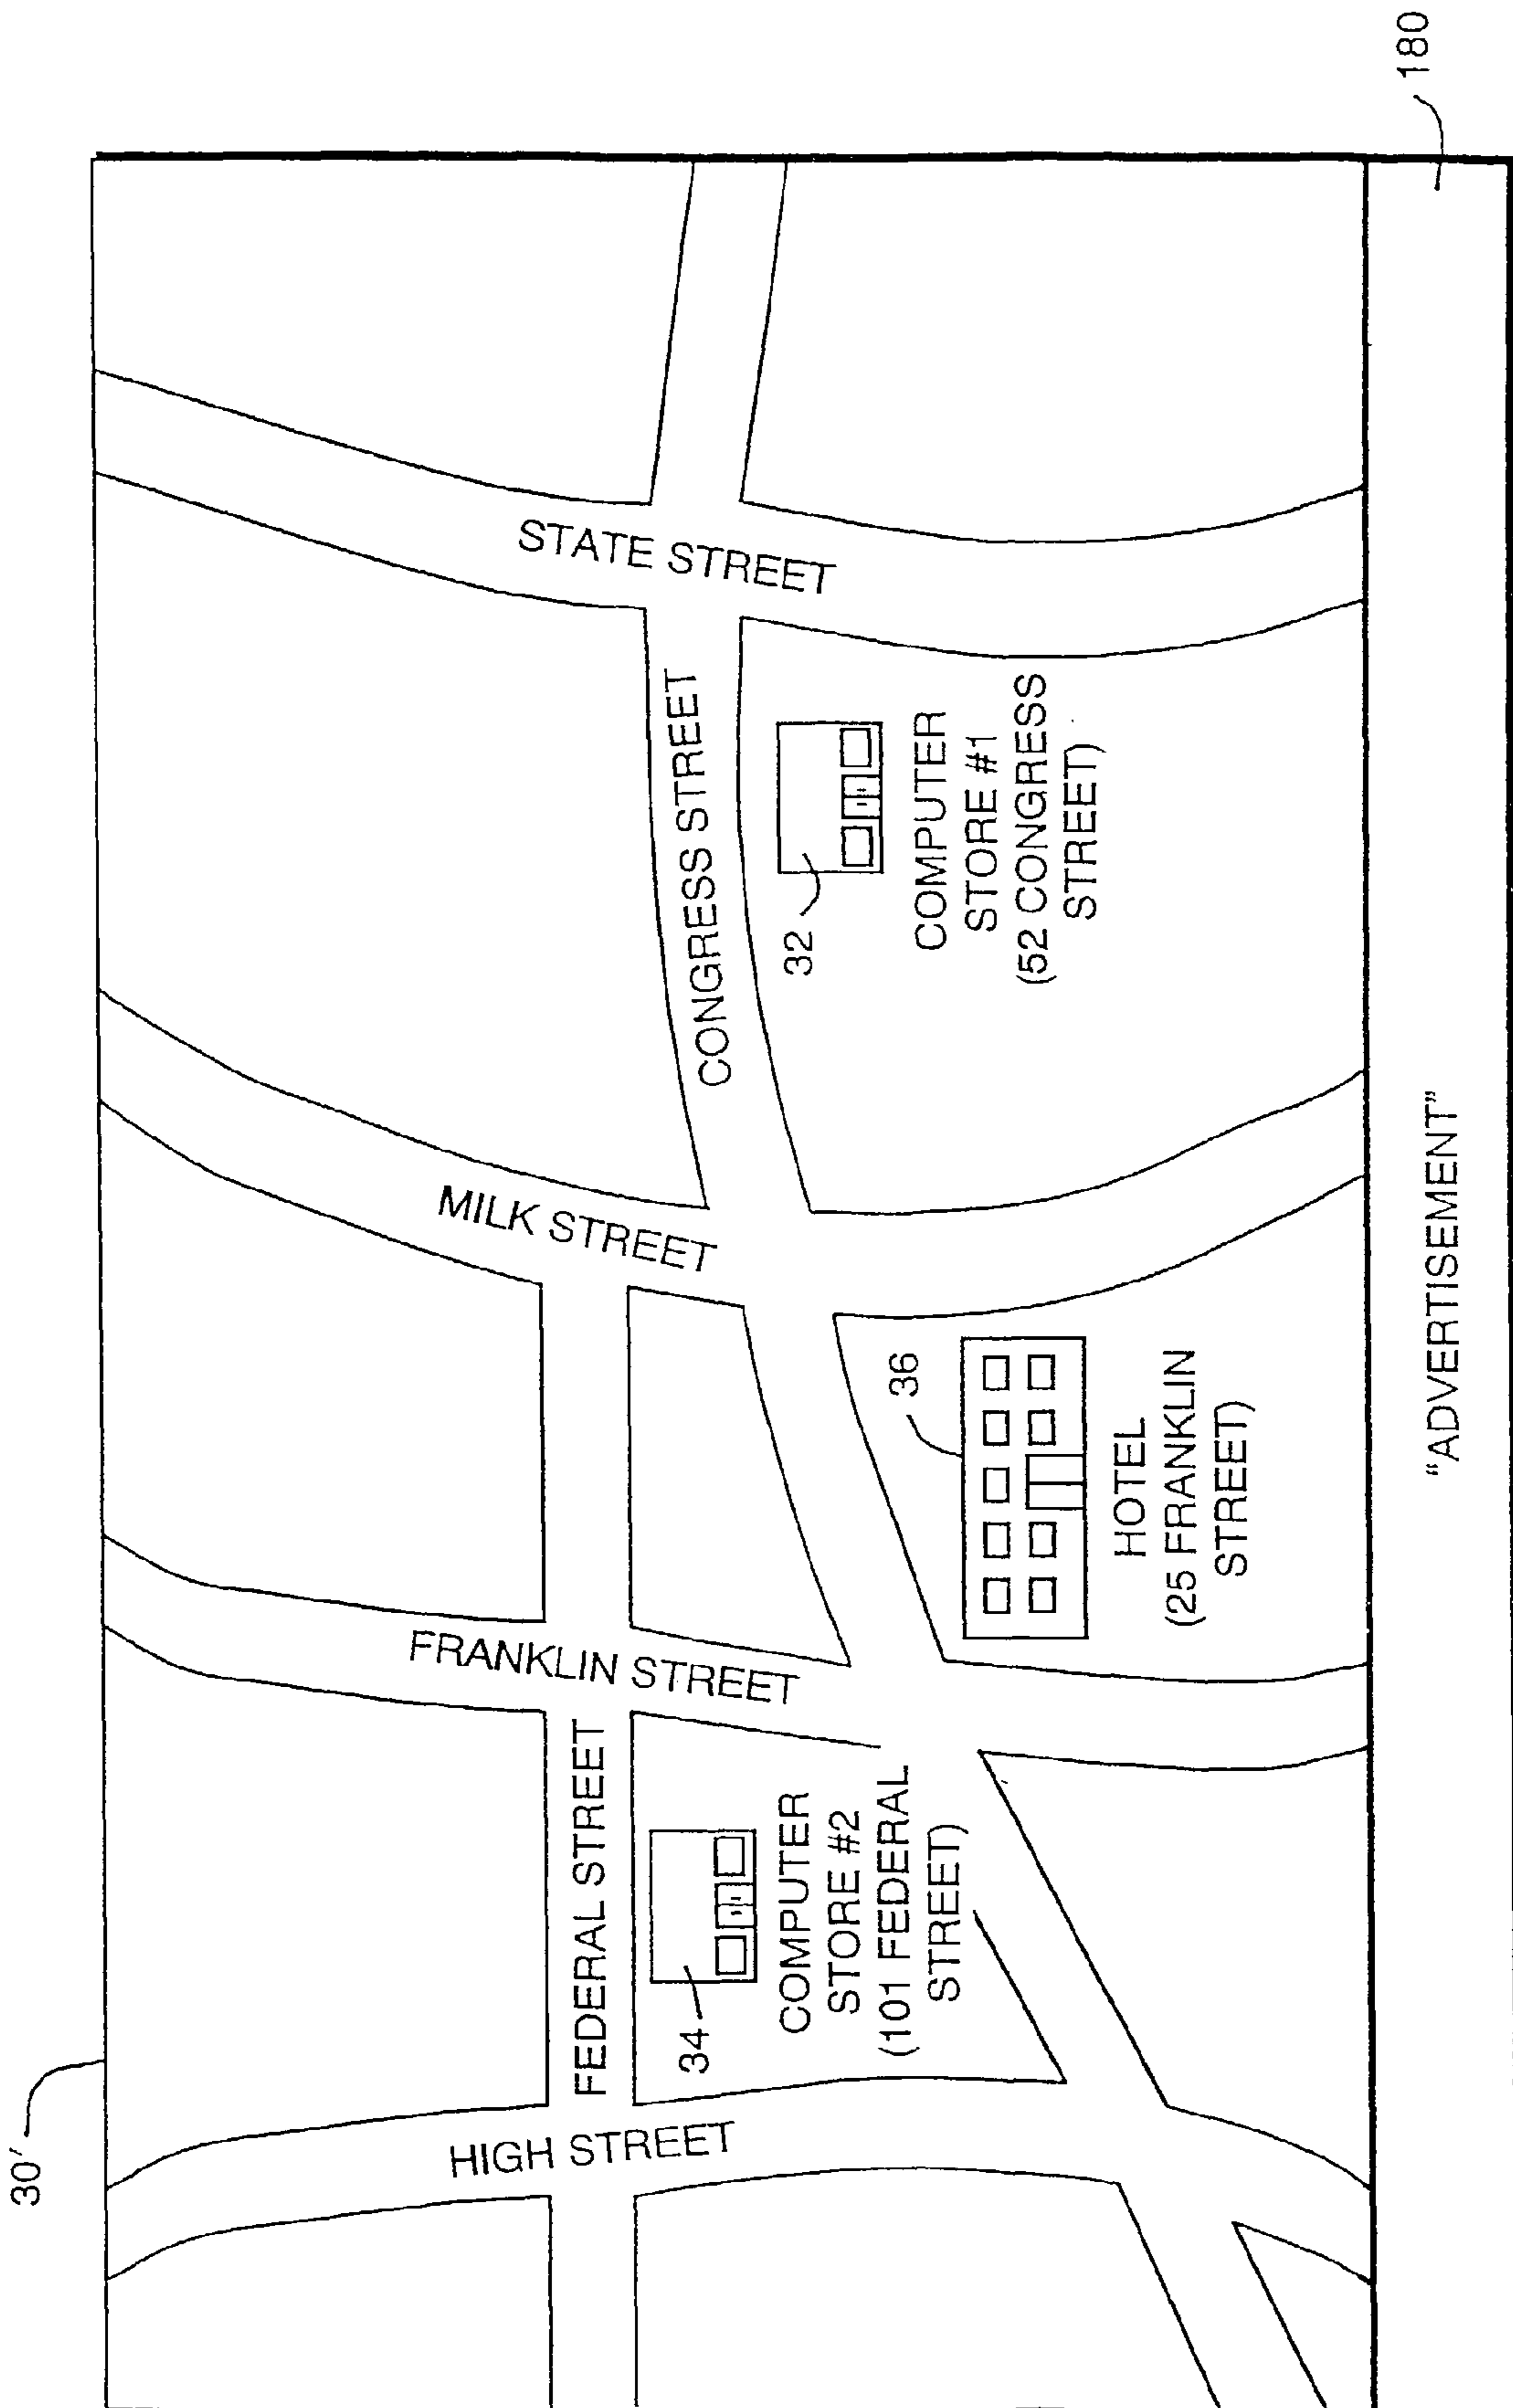 30'
HIGH STREET
FEDERAL STREET
34
COMPUTER
STORE #2
(101 FEDERAL
STREET)
FRANKLIN STREET
36
HOTEL
(25 FRANKLIN
STREET)
MILK STREET
CONGRESS STREET
32
COMPUTER
STORE #1
(52 CONGRESS
STREET)
STATE STREET
"ADVERTISEMENT"
180